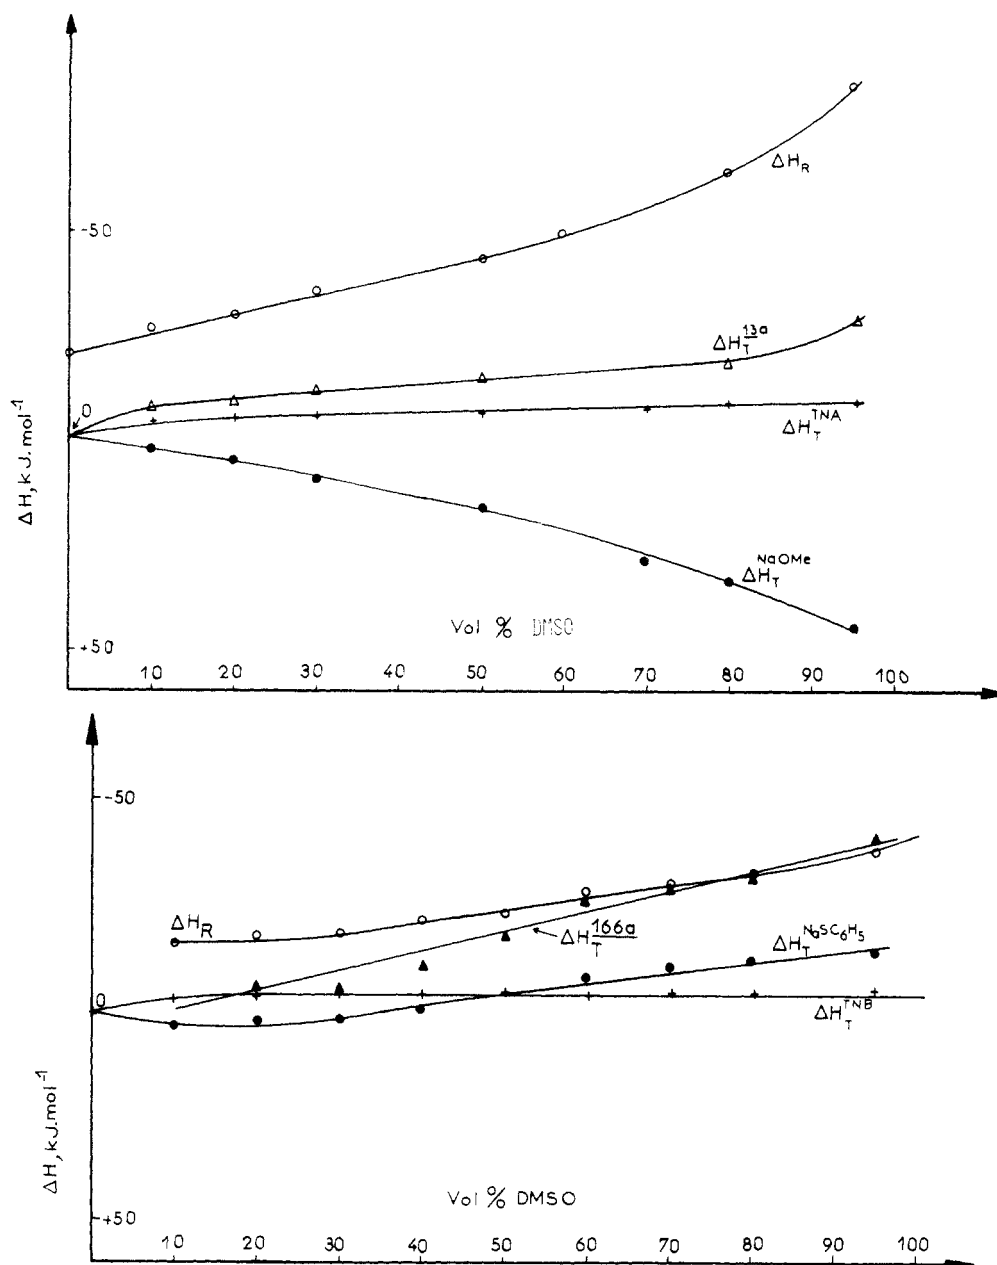 ΔH_R
-50
ΔH_T^13a
0
ΔH_T^TNA
ΔH, kJ.mol⁻¹
ΔH_T^NaOMe
Vol % DMSO
+50
10 20 30 40 50 60 70 80 90 100
-50
ΔH_R
ΔH_T^166a
ΔH_T^NaSC₆H₅
0
ΔH_T^TNB
ΔH, kJ.mol⁻¹
Vol % DMSO
+50
10 20 30 40 50 60 70 80 90 100